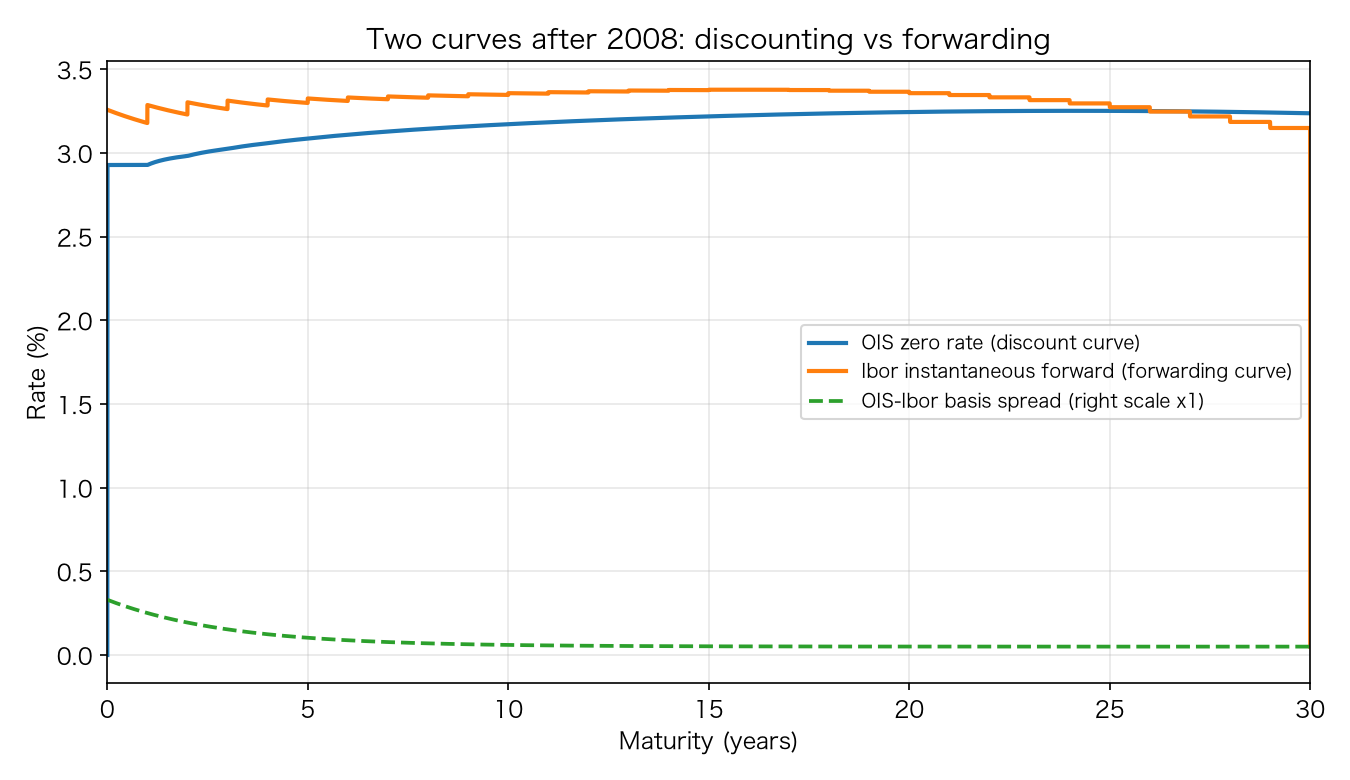 Two curves after 2008: discounting vs forwarding
3.5
3.0
2.5
2.0
1.5
1.0
0.5
0.0
Rate (%)
OIS zero rate (discount curve)
Ibor instantaneous forward (forwarding curve)
OIS-Ibor basis spread (right scale x1)
0 5 10 15 20 25 30
Maturity (years)